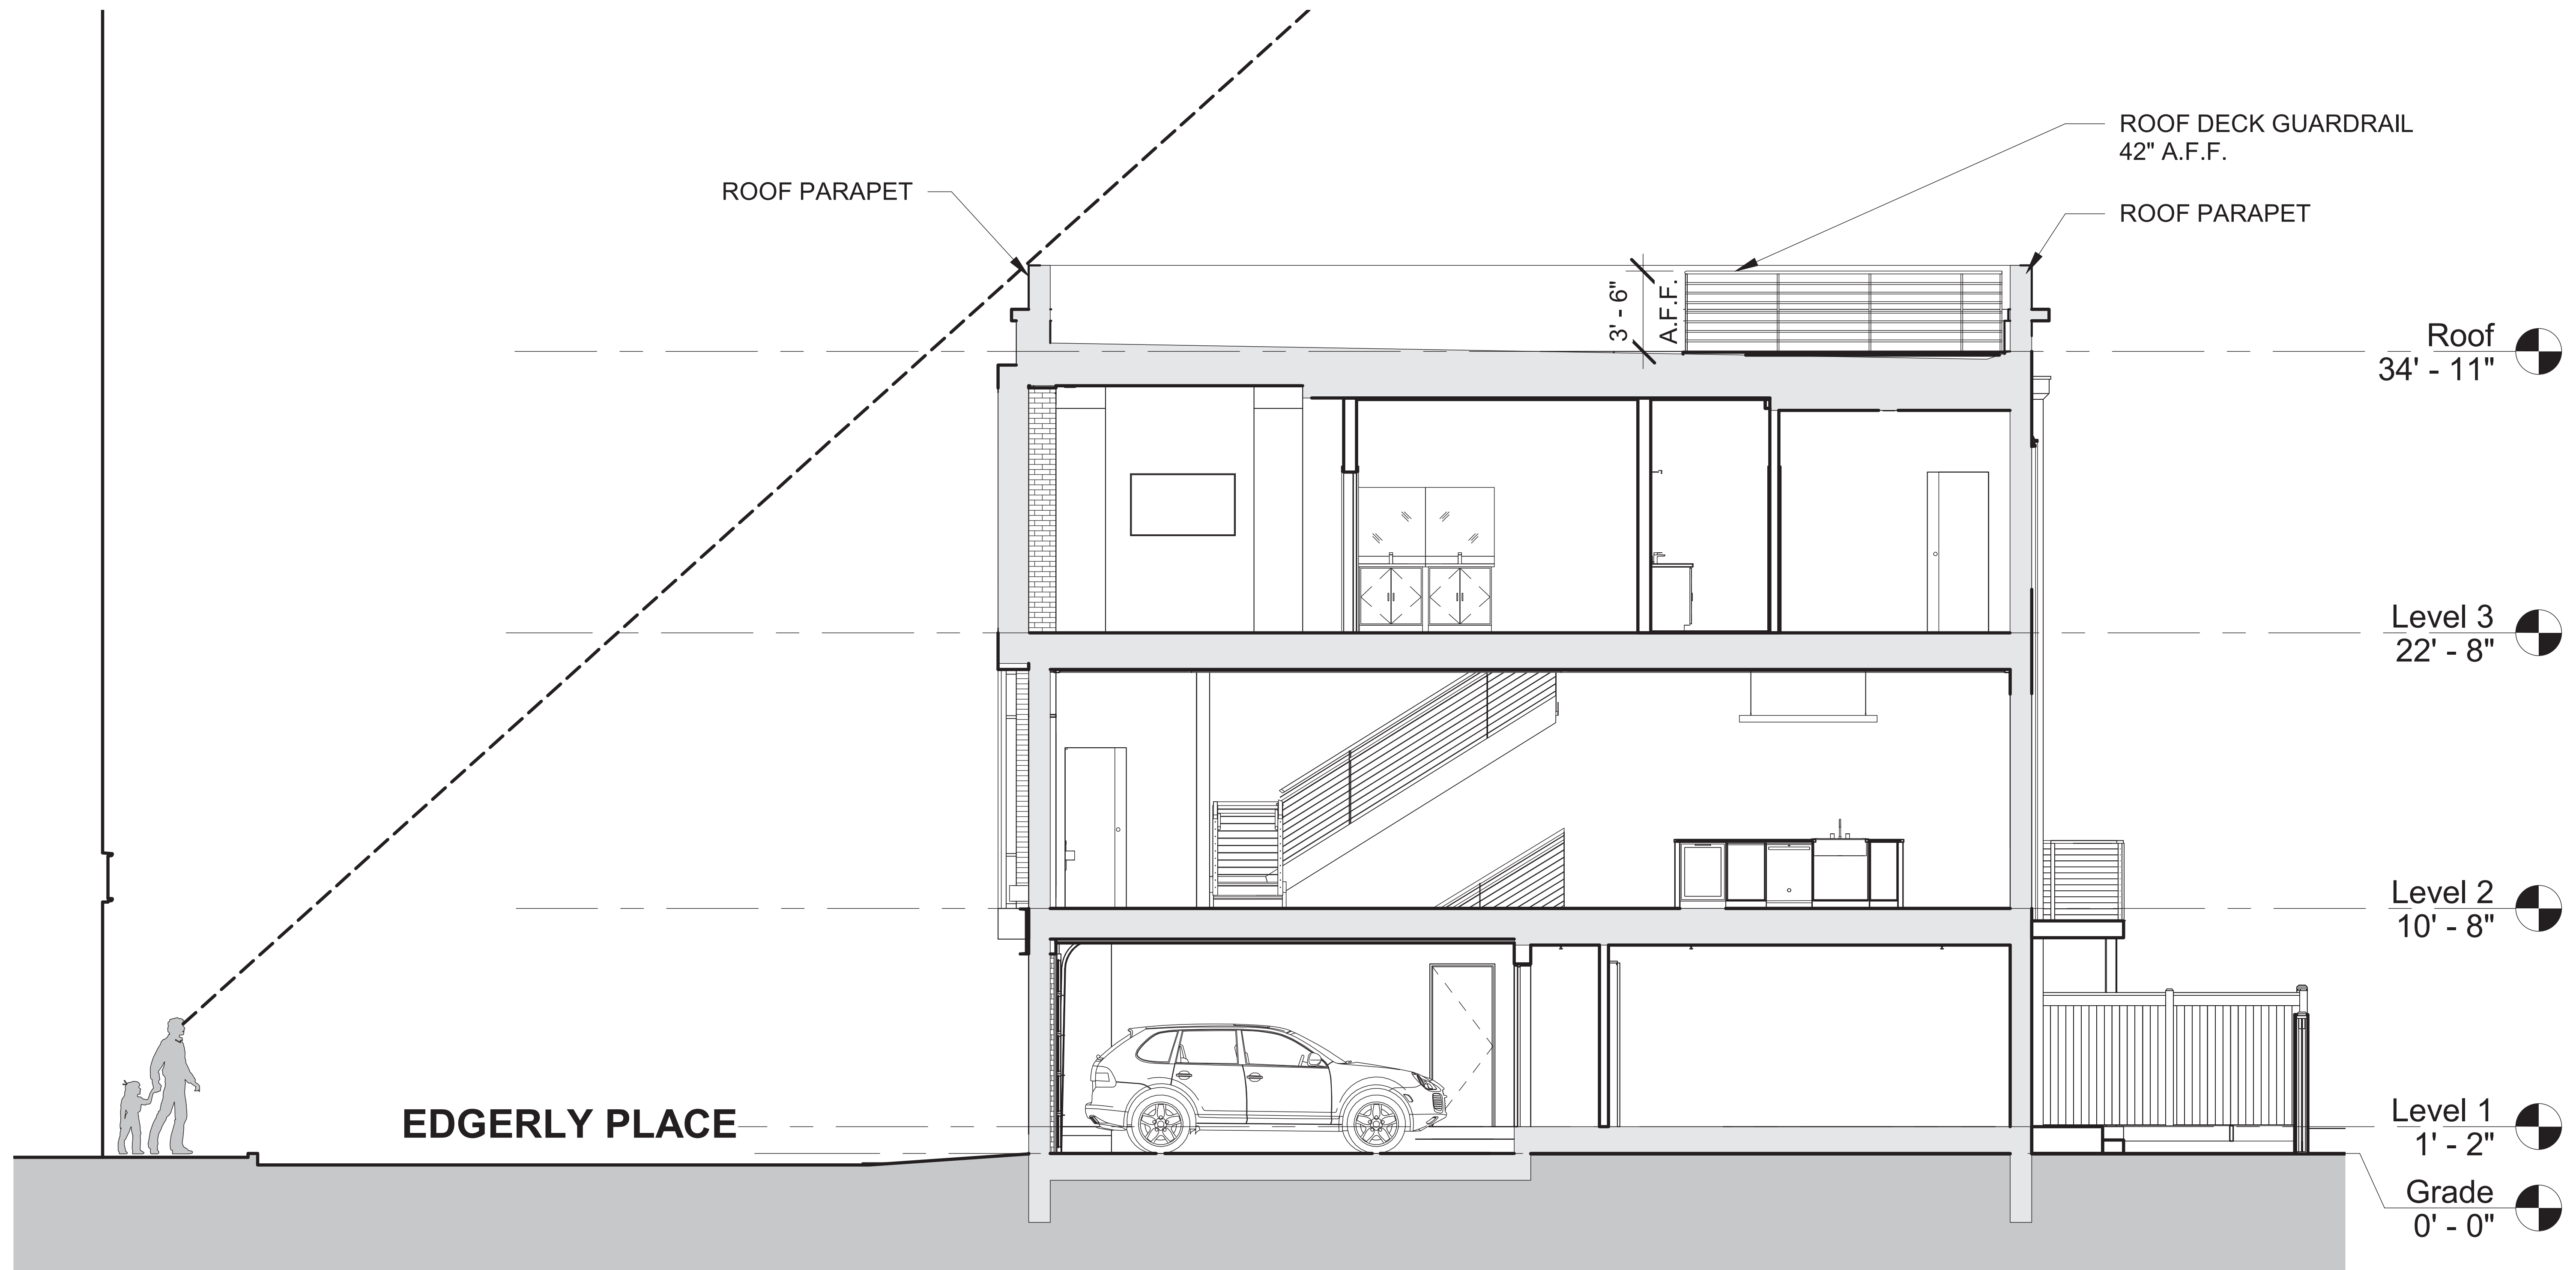 ROOF DECK GUARDRAIL
42" A.F.F.
ROOF PARAPET
ROOF PARAPET
3' - 6"
A.F.F.
Roof
34' - 11"
Level 3
22' - 8"
Level 2
10' - 8"
EDGERLY PLACE
Level 1
1' - 2"
Grade
0' - 0"